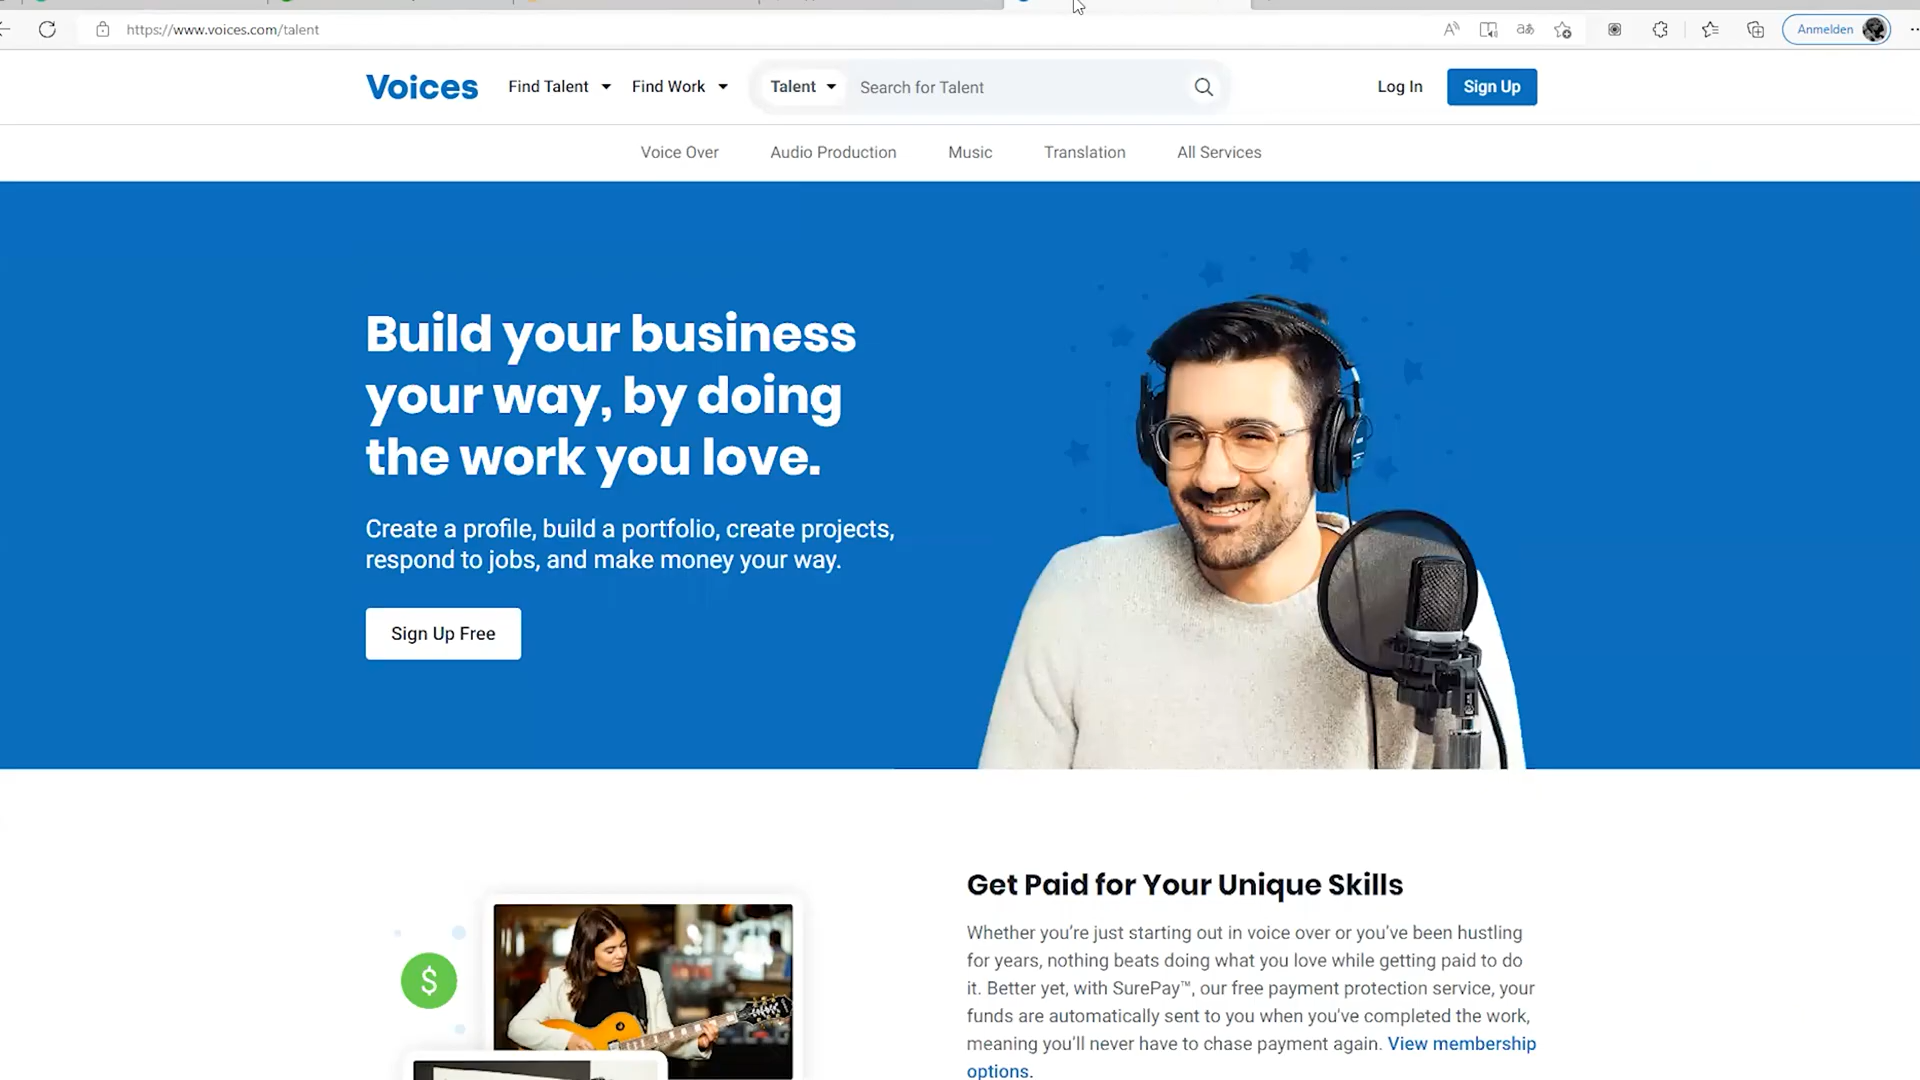 https://www.voices.com/talent
Anmelden
Voices
Find Talent
Find Work
Talent
Search for Talent
Log In
Sign Up
Voice Over
Audio Production
Music
Translation
All Services
Build your business
your way, by doing
the work you love.
Create a profile, build a portfolio, create projects,
respond to jobs, and make money your way.
Sign Up Free
$
Get Paid for Your Unique Skills
Whether you’re just starting out in voice over or you’ve been hustling
for years, nothing beats doing what you love while getting paid to do
it. Better yet, with SurePay™, our free payment protection service, your
funds are automatically sent to you when you've completed the work,
meaning you'll never have to chase payment again. View membership
options.